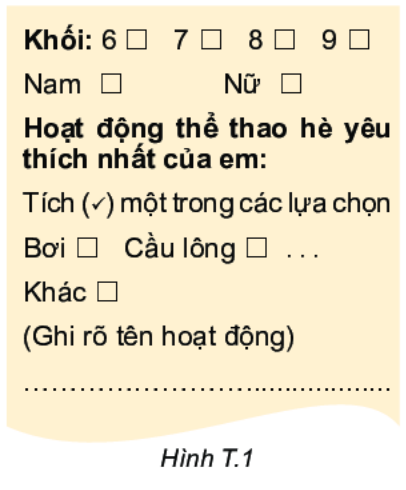 Khối: 6 □ 7 □ 8 □ 9 □
Nam □ Nữ □
Hoạt động thể thao hè yêu
thích nhất của em:
Tích (✓) một trong các lựa chọn
Bơi □ Cầu lông □ ...
Khác □
(Ghi rõ tên hoạt động)
................................................
Hình T.1